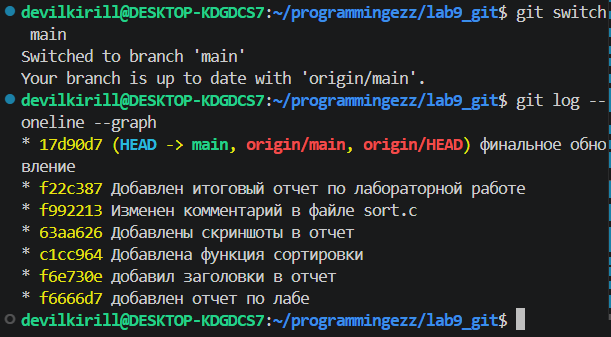 devilkirill@DESKTOP-KDGDCS7:~/programmingezz/lab9_git$ git switch
 main
Switched to branch 'main'
Your branch is up to date with 'origin/main'.
devilkirill@DESKTOP-KDGDCS7:~/programmingezz/lab9_git$ git log --
oneline --graph
* 17d90d7 (HEAD -> main, origin/main, origin/HEAD) финальное обно
вление
* f22c387 Добавлен итоговый отчет по лабораторной работе
* f992213 Изменен комментарий в файле sort.c
* 63aa626 Добавлены скриншоты в отчет
* c1cc964 Добавлена функция сортировки
* f6e730e добавил заголовки в отчет
* f6666d7 добавлен отчет по лабе
devilkirill@DESKTOP-KDGDCS7:~/programmingezz/lab9_git$